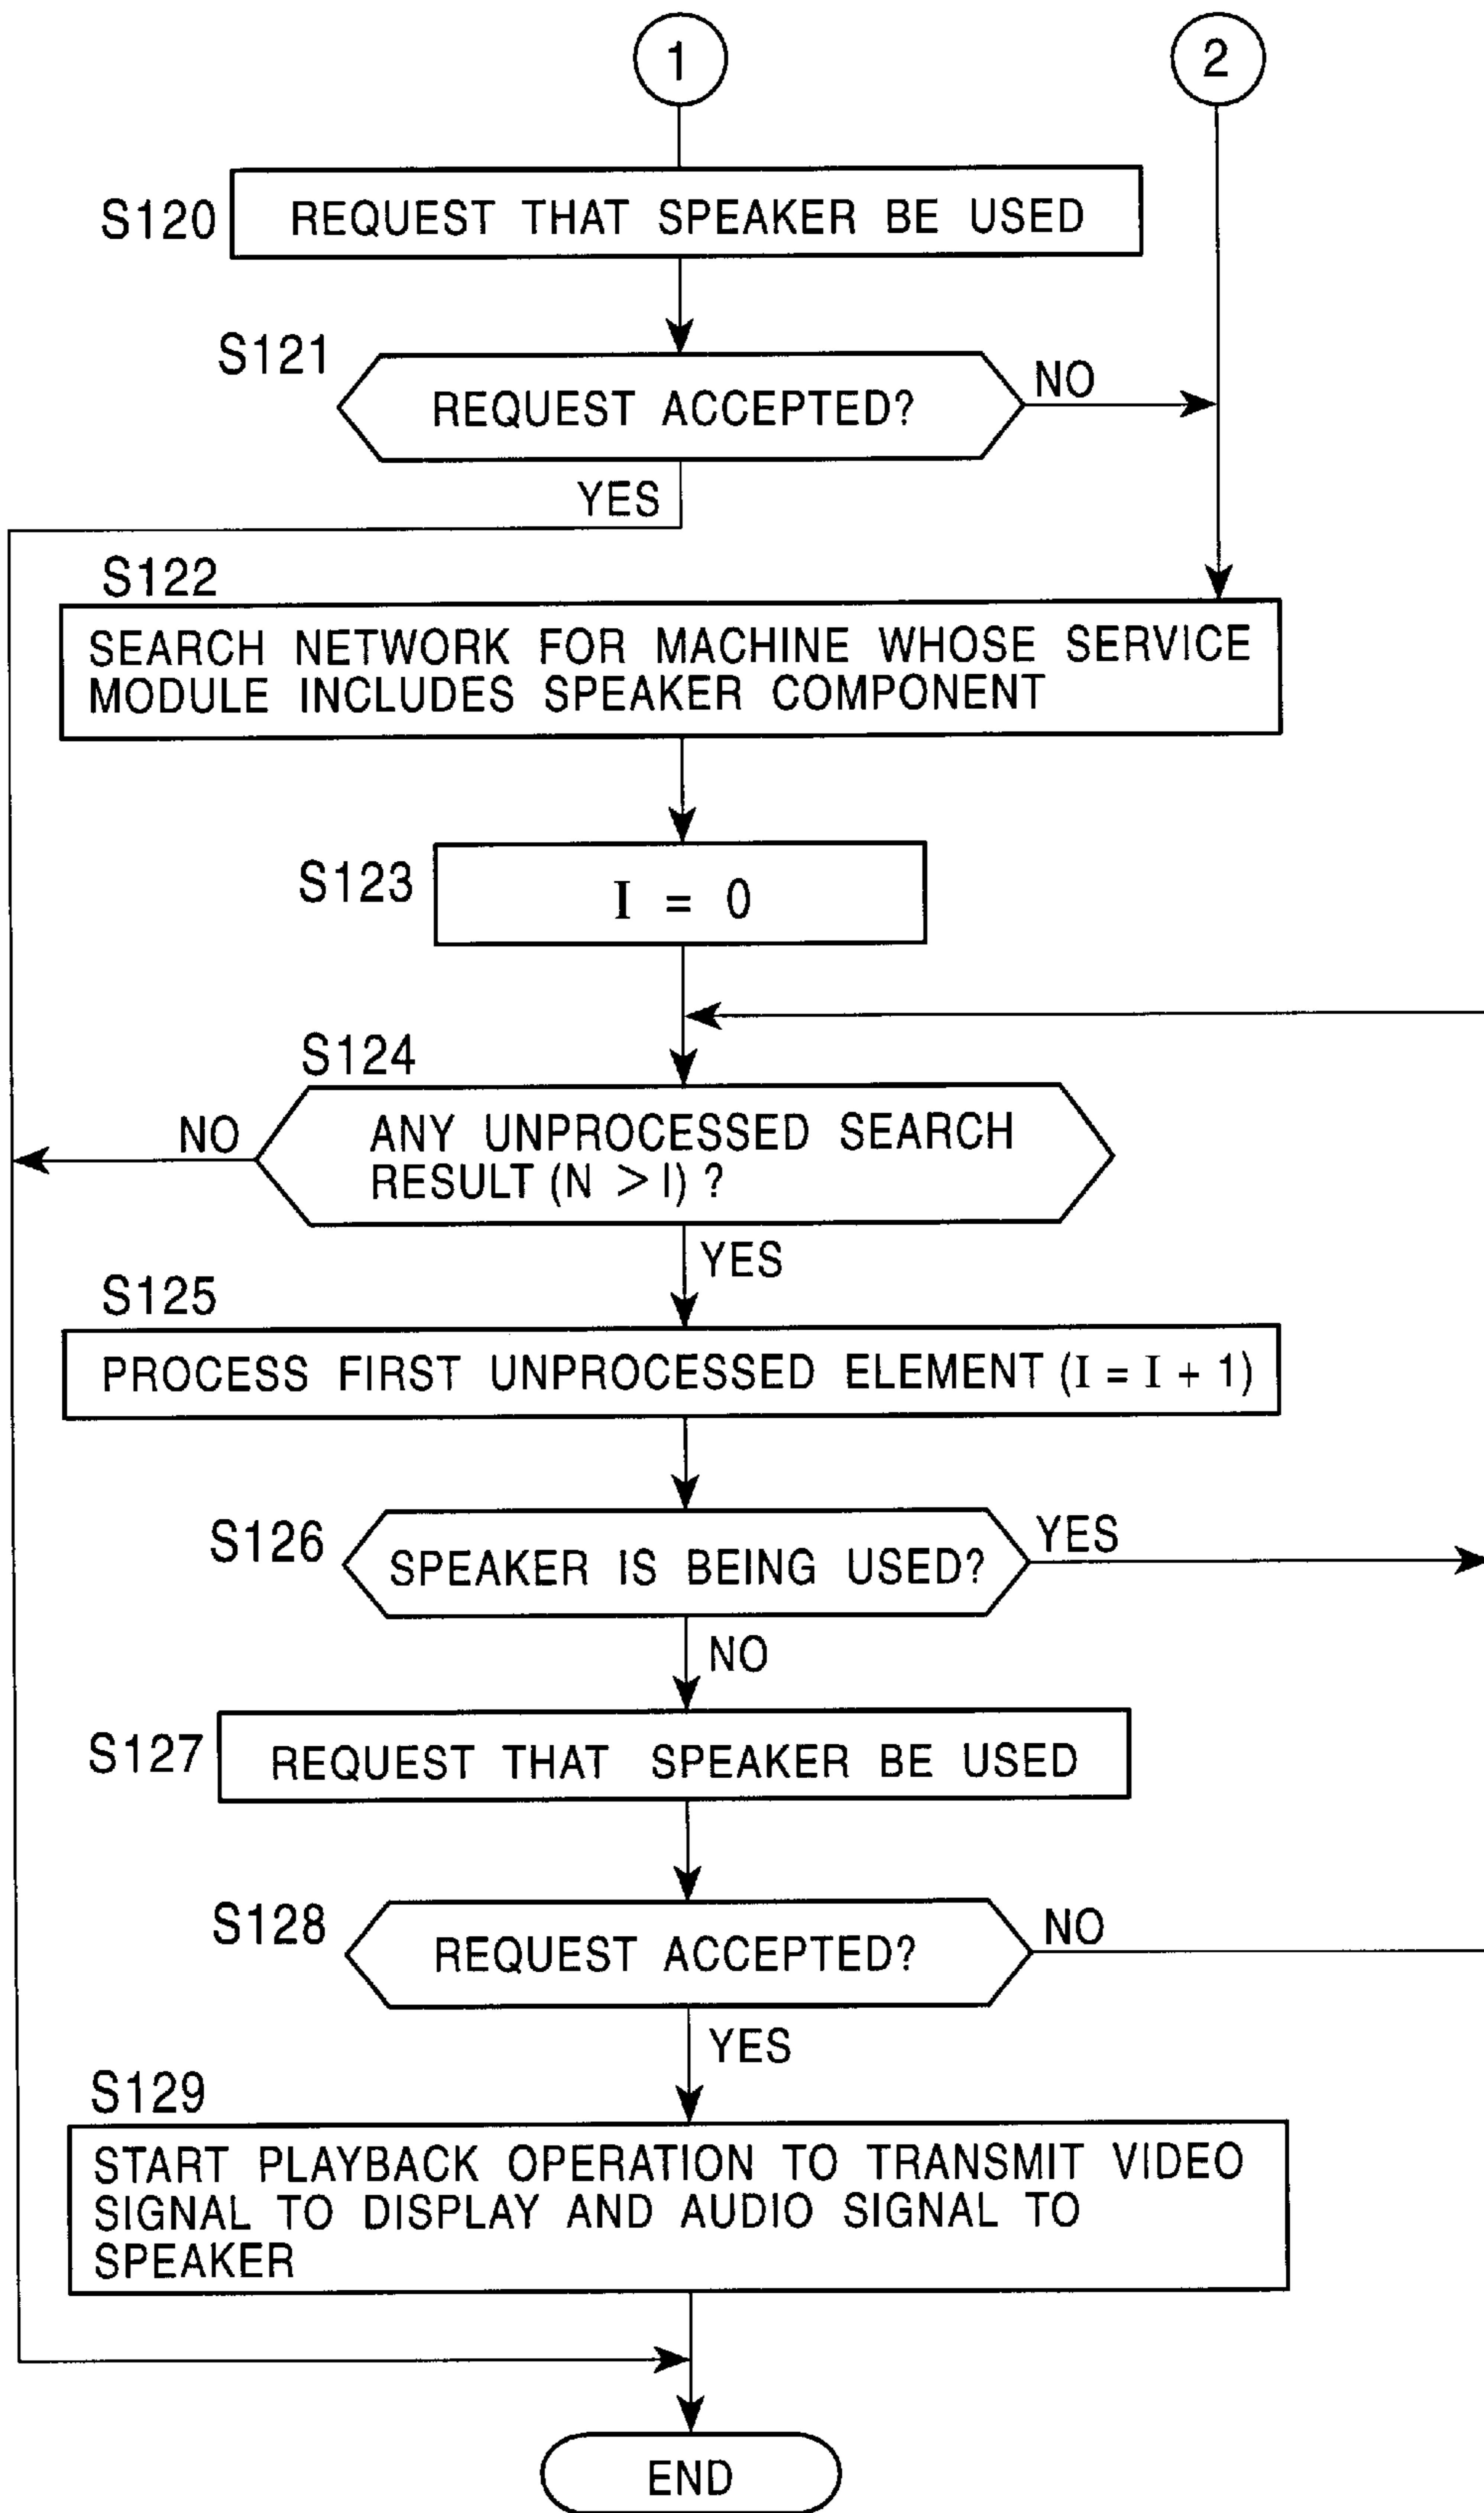 1
2
S120
REQUEST THAT SPEAKER BE USED
S121
REQUEST ACCEPTED?
NO
YES
S122
SEARCH NETWORK FOR MACHINE WHOSE SERVICE
MODULE INCLUDES SPEAKER COMPONENT
S123
I = 0
S124
NO
ANY UNPROCESSED SEARCH
RESULT (N > I) ?
YES
S125
PROCESS FIRST UNPROCESSED ELEMENT (I = I + 1)
S126
SPEAKER IS BEING USED?
YES
NO
S127
REQUEST THAT SPEAKER BE USED
S128
REQUEST ACCEPTED?
NO
YES
S129
START PLAYBACK OPERATION TO TRANSMIT VIDEO
SIGNAL TO DISPLAY AND AUDIO SIGNAL TO
SPEAKER
END